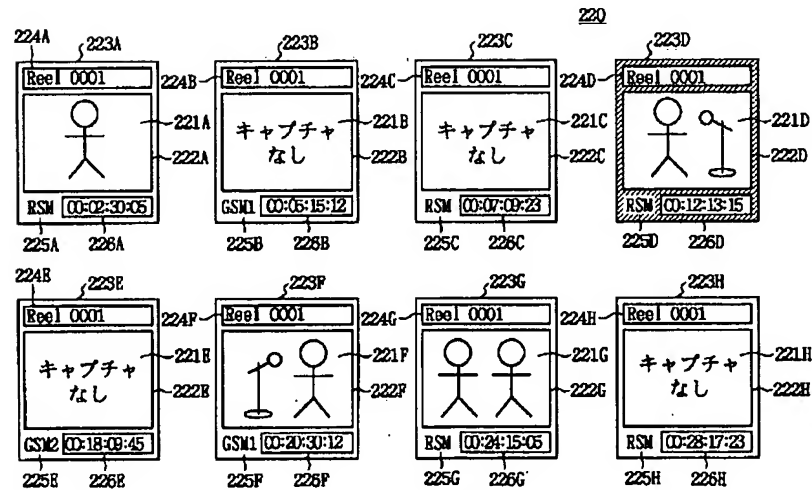 220
223A 223B 223C 223D
224A 224B 224C 224D
Reel 0001 Reel 0001 Reel 0001 Reel 0001
キャプチャ キャプチャ
なし なし
221A 221B 221C 221D
222A 222B 222C 222D
RSM 00:02:30:05 GSM1 00:05:15:12 RSM 00:07:09:23 RSM 00:12:13:15
225A 226A 225B 226B 225C 226C 225D 226D
224E 223E 223F 223G 223H
224F 224G 224H
Reel 0001 Reel 0001 Reel 0001 Reel 0001
キャプチャ キャプチャ
なし なし
221E 221F 221G 221H
222E 222F 222G 222H
GSM2 00:18:09:45 GSM1 00:20:30:12 RSM 00:24:15:05 RSM 00:28:17:23
225E 226E 225F 226F 225G 226G 225H 226H